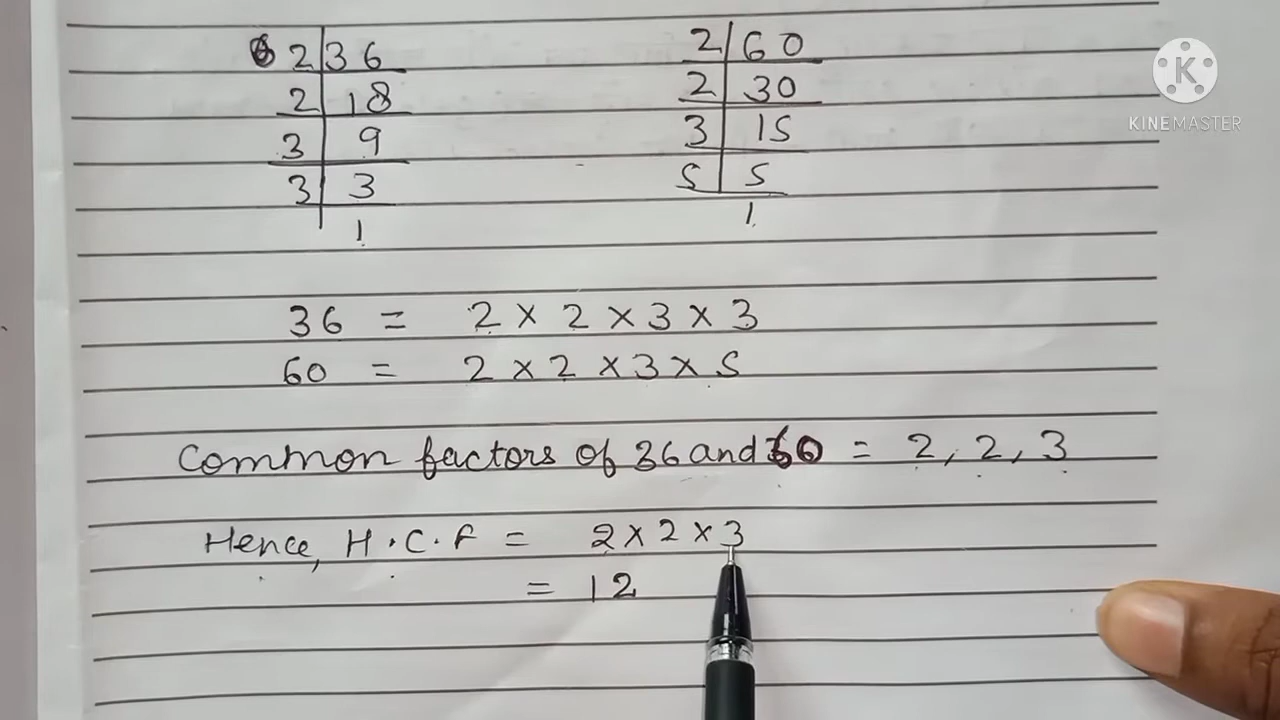 2 36
2 18
3 9
3 3
1
2 60
2 30
3 15
5 5
1
36 = 2 × 2 × 3 × 3
60 = 2 × 2 × 3 × 5
Common factors of 36 and 60 = 2, 2, 3
Hence, H.C.F = 2 × 2 × 3
= 12
K
KINEMASTER